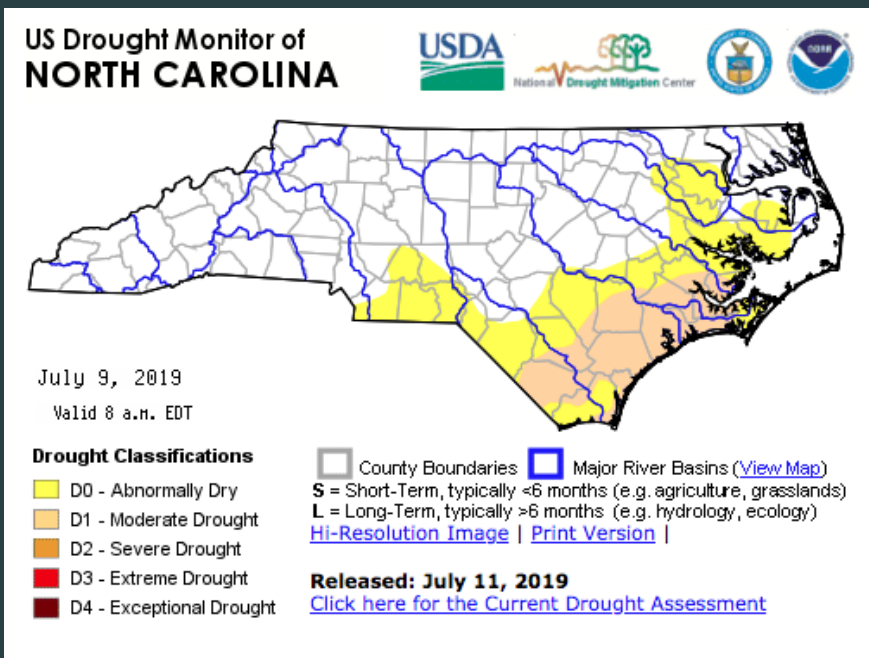 US Drought Monitor of
NORTH CAROLINA
USDA
National Drought Mitigation Center
NOAA
July 9, 2019
Valid 8 a.m. EDT
Drought Classifications
D0 - Abnormally Dry
D1 - Moderate Drought
D2 - Severe Drought
D3 - Extreme Drought
D4 - Exceptional Drought
County Boundaries Major River Basins (View Map)
S = Short-Term, typically <6 months (e.g. agriculture, grasslands)
L = Long-Term, typically >6 months (e.g. hydrology, ecology)
Hi-Resolution Image | Print Version |
Released: July 11, 2019
Click here for the Current Drought Assessment